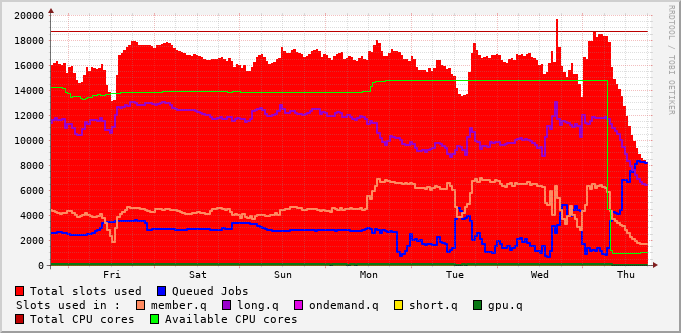 20000
18000
16000
14000
12000
10000
8000
6000
4000
2000
0
Fri Sat Sun Mon Tue Wed Thu
RRDTOOL / TOBI OETIKER
Total slots used Queued Jobs
Slots used in : member.q long.q ondemand.q short.q gpu.q
Total CPU cores Available CPU cores